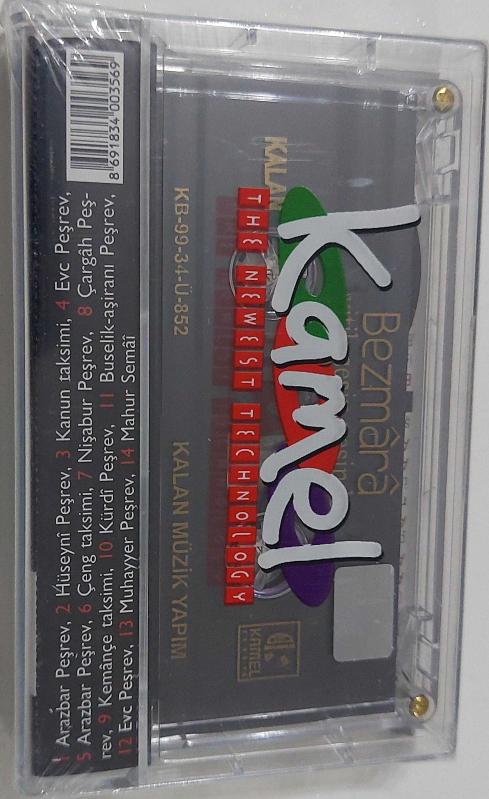 8 691834 003569
1 Arazbar Peşrev, 2 Hüseynî Peşrev, 3 Kanun taksimi, 4 Evc Peşrev,
5 Arazbar Peşrev, 6 Çeng taksimi, 7 Nişabur Peşrev, 8 Çargâh Peş-
rev, 9 Kemânçe taksimi, 10 Kürdî Peşrev, 11 Buselik-aşiranı Peşrev,
12 Evc Peşrev, 13 Muhayyer Peşrev, 14 Mahur Semâî
KB-99-34-Ü-852
KALAN MÜZİK YAPIM
KALAN
THE NEWEST TECHNOLOGY
Kamel
Bezmârâ
KAMEL